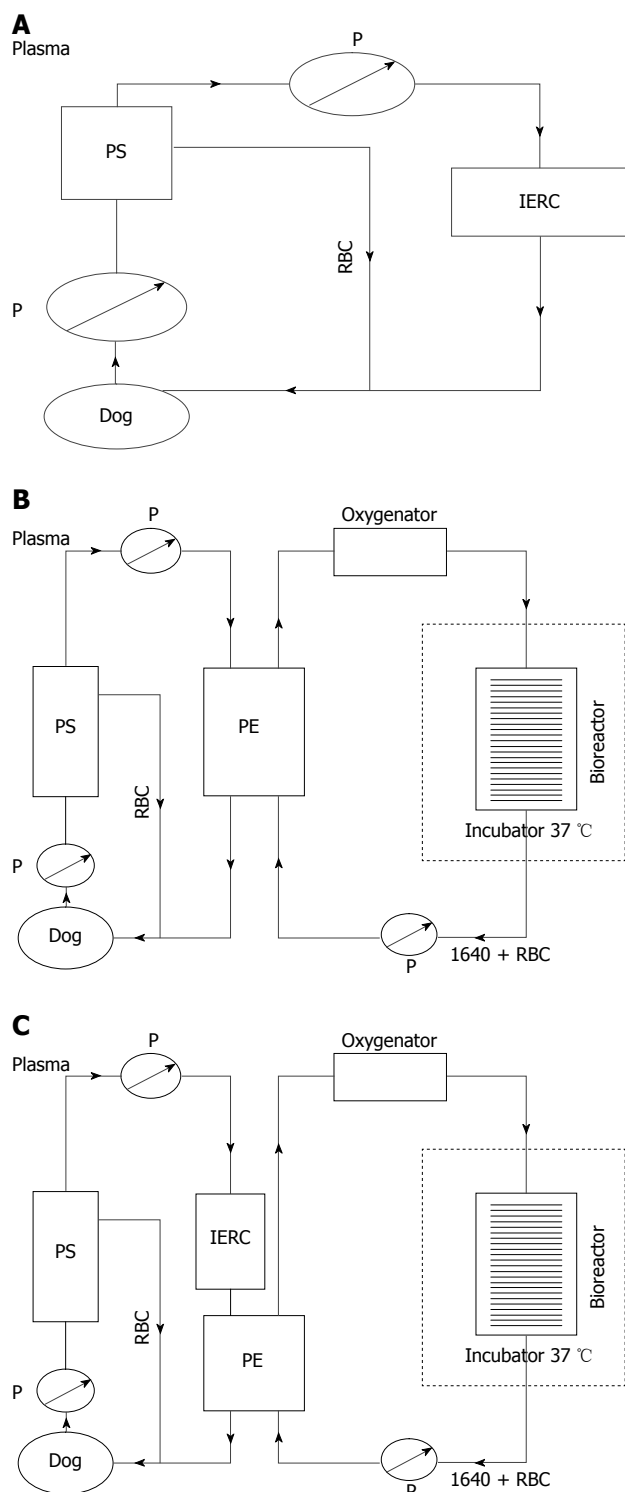 A
Plasma
P
PS
IERC
RBC
P
Dog
B
Plasma
P
Oxygenator
PS
PE
Bioreactor
RBC
Incubator 37 ℃
P
Dog
P
1640 + RBC
C
Plasma
P
Oxygenator
PS
IERC
Bioreactor
RBC
PE
Incubator 37 ℃
P
Dog
P
1640 + RBC